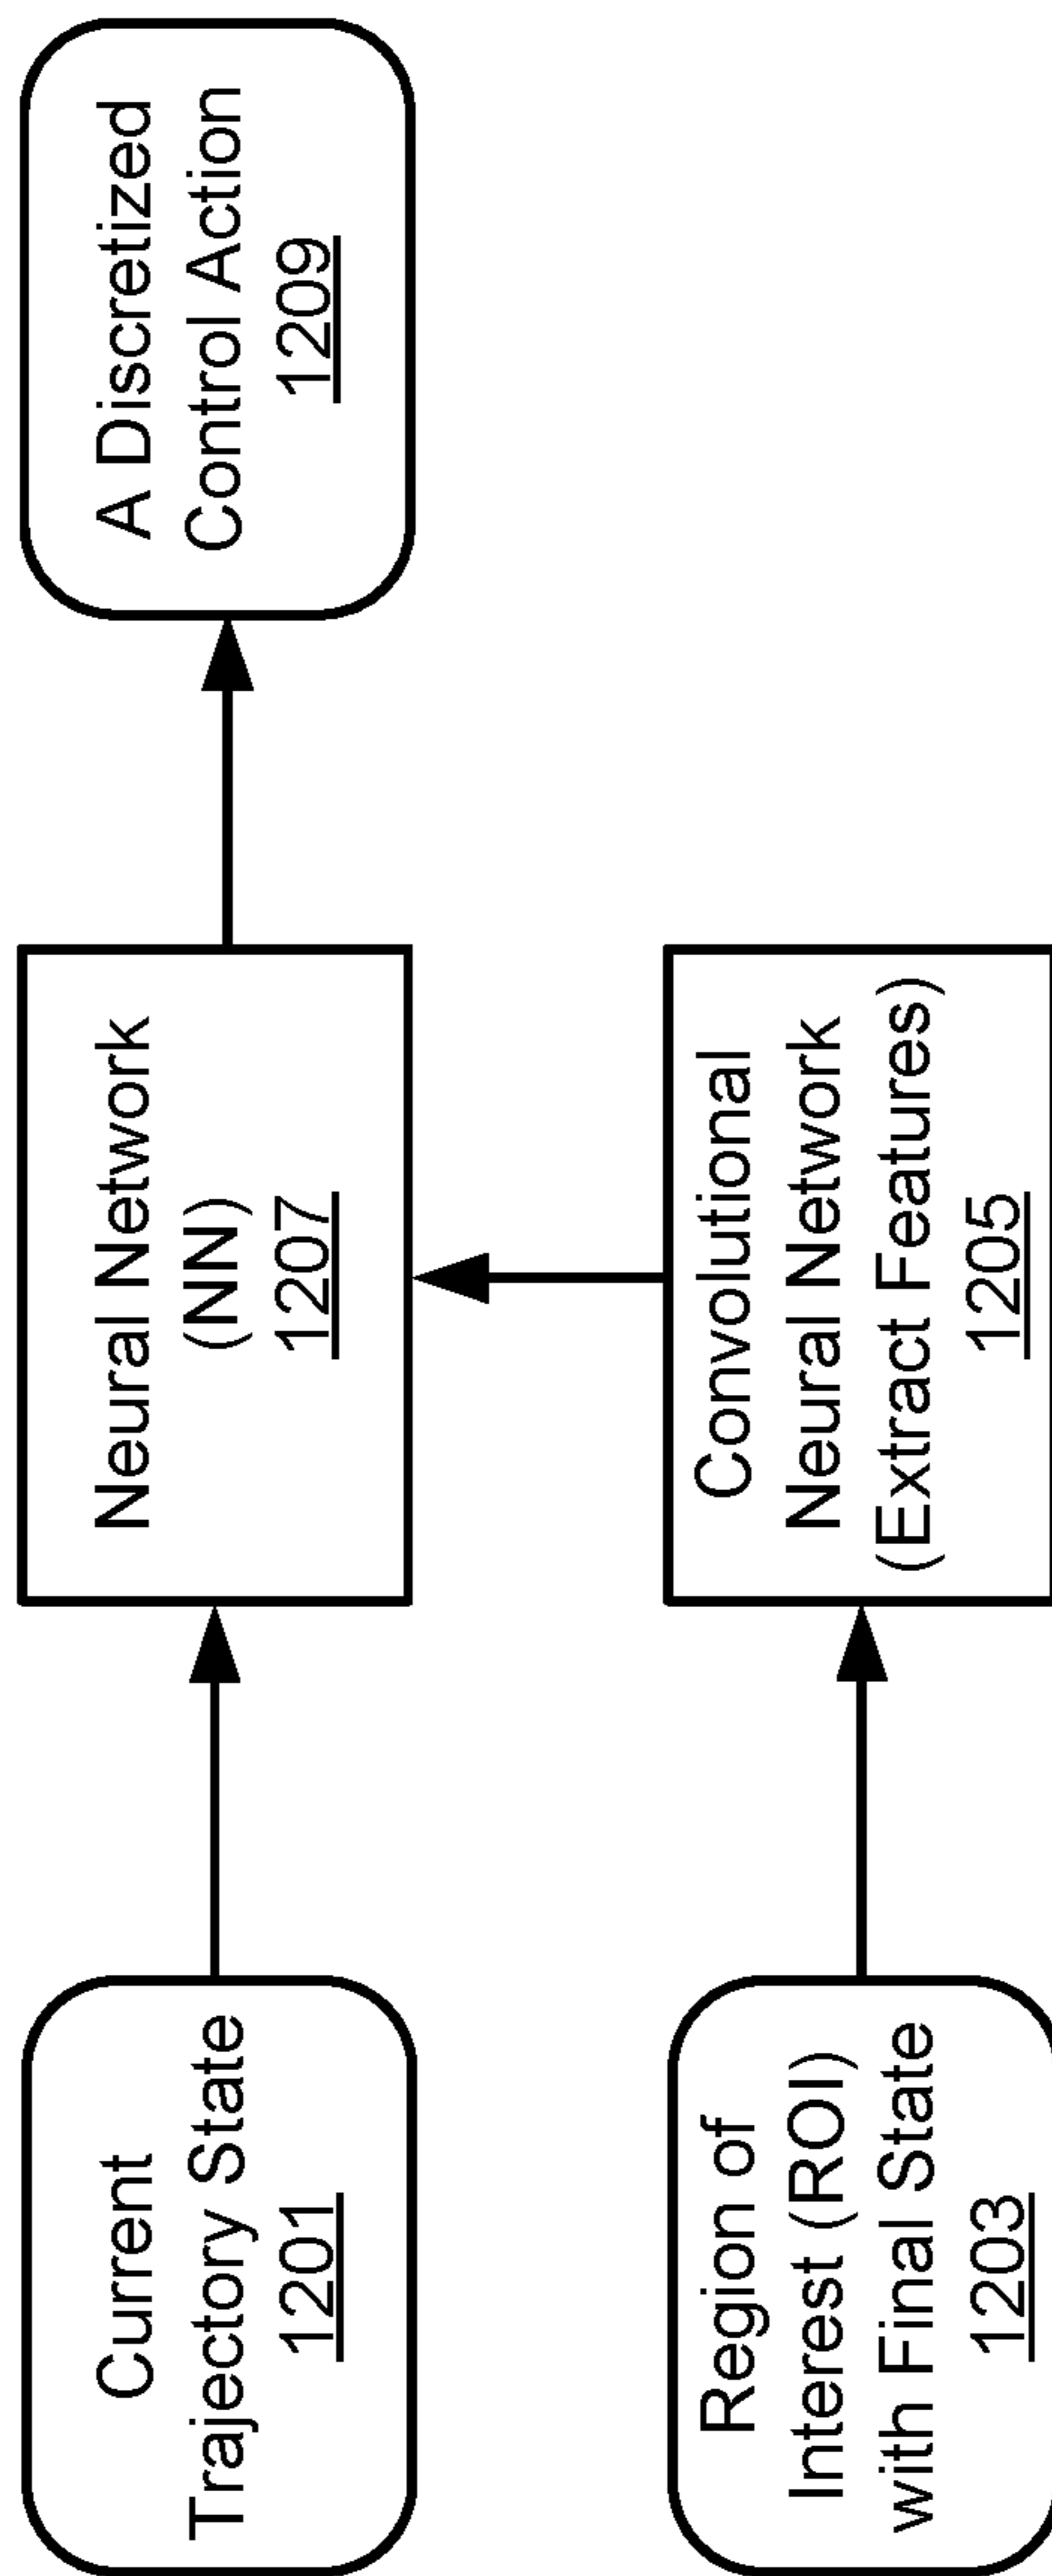 Current
Trajectory State
1201
Neural Network
(NN)
1207
A Discretized
Control Action
1209
Region of
Interest (ROI)
with Final State
1203
Convolutional
Neural Network
(Extract Features)
1205